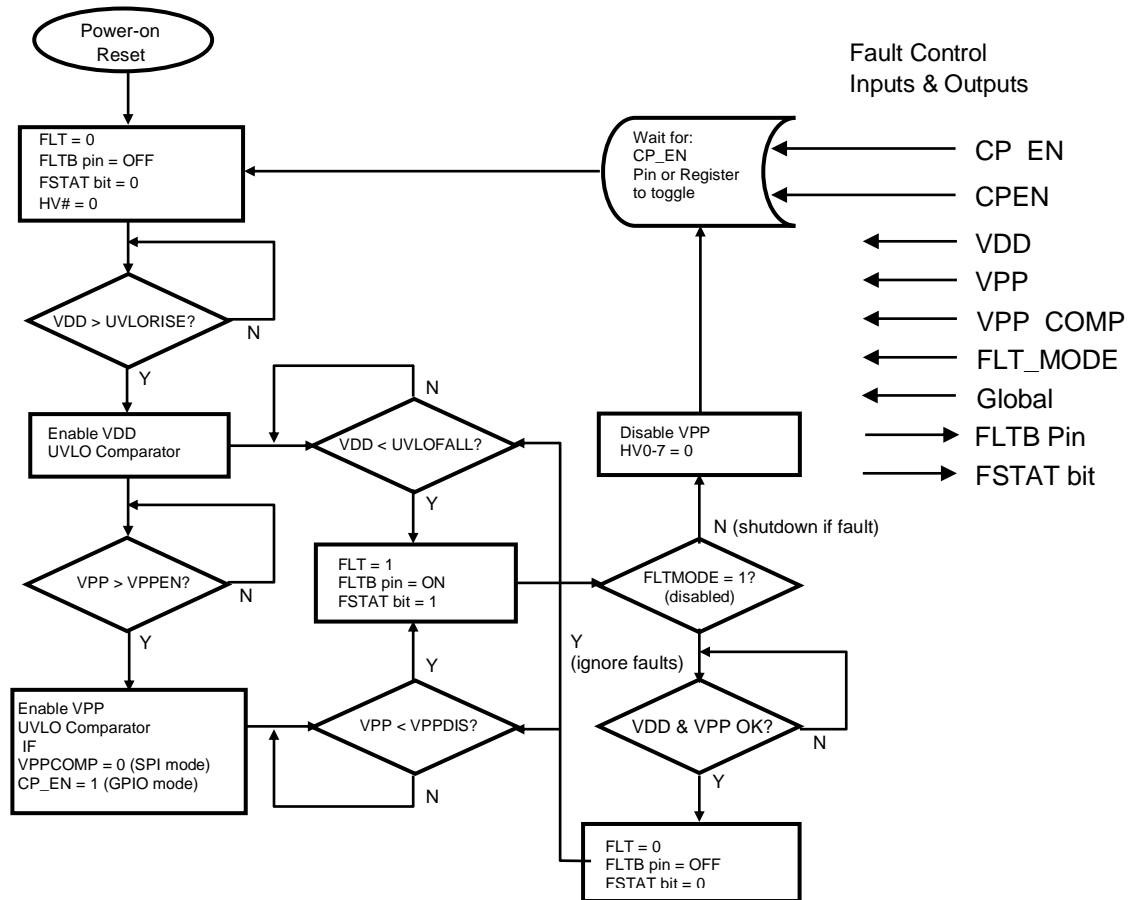 Power-on
Reset
Fault Control
Inputs & Outputs
FLT = 0
FLTB pin = OFF
FSTAT bit = 0
HV# = 0
Wait for:
CP_EN
Pin or Register
to toggle
CP EN
CPEN
VDD
VPP
VPP COMP
FLT_MODE
Global
FLTB Pin
FSTAT bit
VDD > UVLORISE?
N
Y
Enable VDD
UVLO Comparator
N
VDD < UVLOFALL?
Y
Disable VPP
HV0-7 = 0
N (shutdown if fault)
VPP > VPPEN?
N
Y
FLT = 1
FLTB pin = ON
FSTAT bit = 1
FLTMODE = 1?
(disabled)
Y
(ignore faults)
Enable VPP
UVLO Comparator
IF
VPPCOMP = 0 (SPI mode)
CP_EN = 1 (GPIO mode)
Y
VPP < VPPDIS?
N
VDD & VPP OK?
N
Y
FLT = 0
FLTB pin = OFF
FSTAT bit = 0